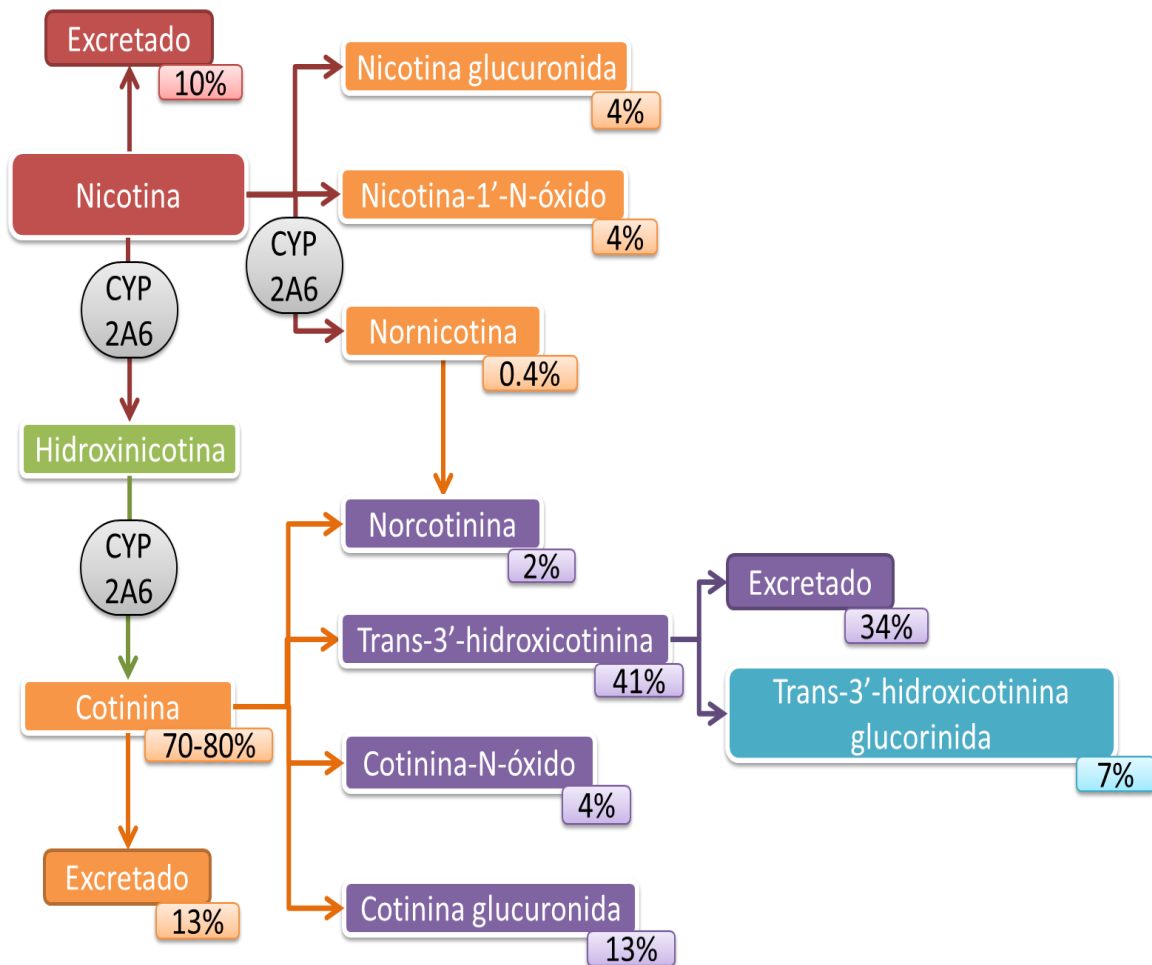 Excretado
10%
Nicotina glucuronida
4%
Nicotina
Nicotina-1’-N-óxido
4%
CYP
2A6
CYP
2A6
Nornicotina
0.4%
Hidroxinicotina
CYP
2A6
Norcotinina
2%
Excretado
34%
Trans-3’-hidroxicotinina
41%
Trans-3’-hidroxicotinina
glucorinida
7%
Cotinina
70-80%
Cotinina-N-óxido
4%
Excretado
13%
Cotinina glucuronida
13%